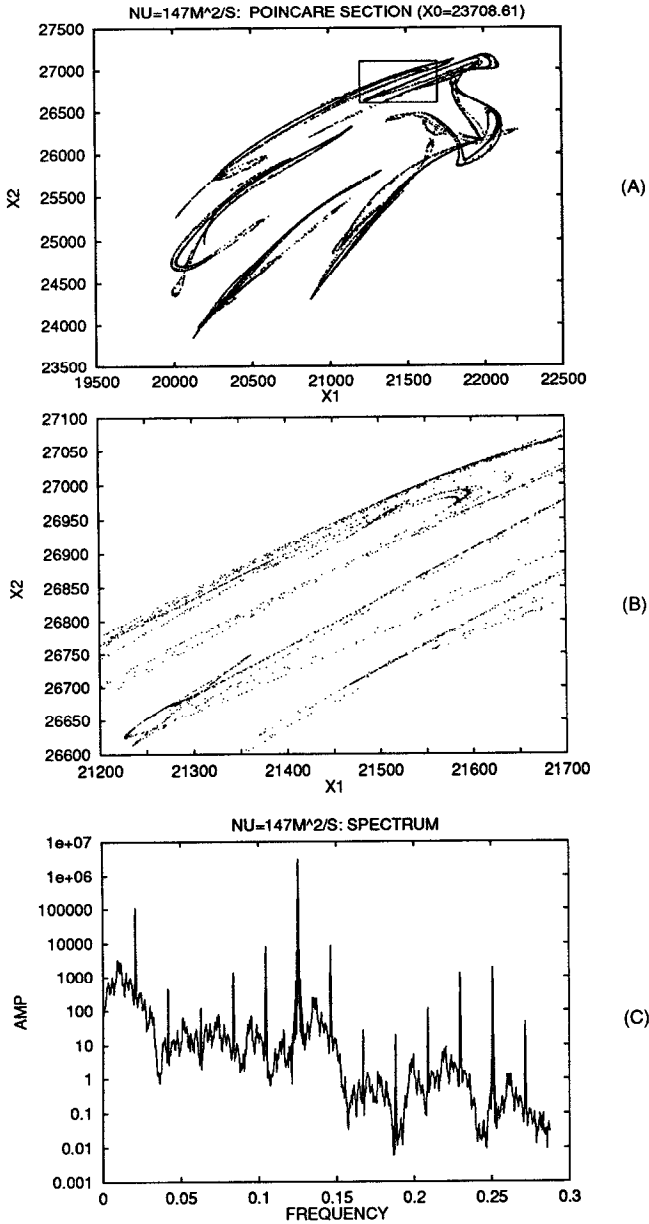 NU=147M^2/S: POINCARE SECTION (X0=23708.61)
27500
27000
26500
26000
25500
25000
24500
24000
23500
X2
19500 20000 20500 21000 21500 22000 22500
X1
(A)
27100
27050
27000
26950
26900
26850
26800
26750
26700
26650
26600
X2
21200 21300 21400 21500 21600 21700
X1
(B)
NU=147M^2/S: SPECTRUM
1e+07
1e+06
100000
10000
1000
100
10
1
0.1
0.01
0.001
AMP
0 0.05 0.1 0.15 0.2 0.25 0.3
FREQUENCY
(C)